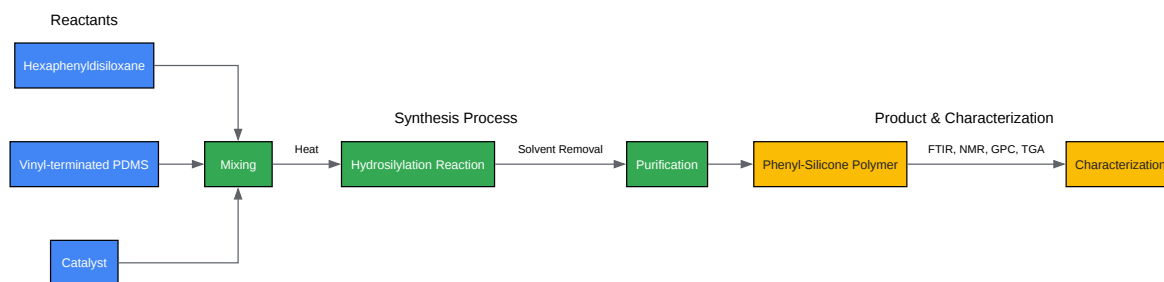 Reactants
Hexaphenyldisiloxane
Synthesis Process
Product & Characterization
Vinyl-terminated PDMS
Mixing
Heat
Hydrosilylation Reaction
Solvent Removal
Purification
Phenyl-Silicone Polymer
FTIR, NMR, GPC, TGA
Characterization
Catalyst